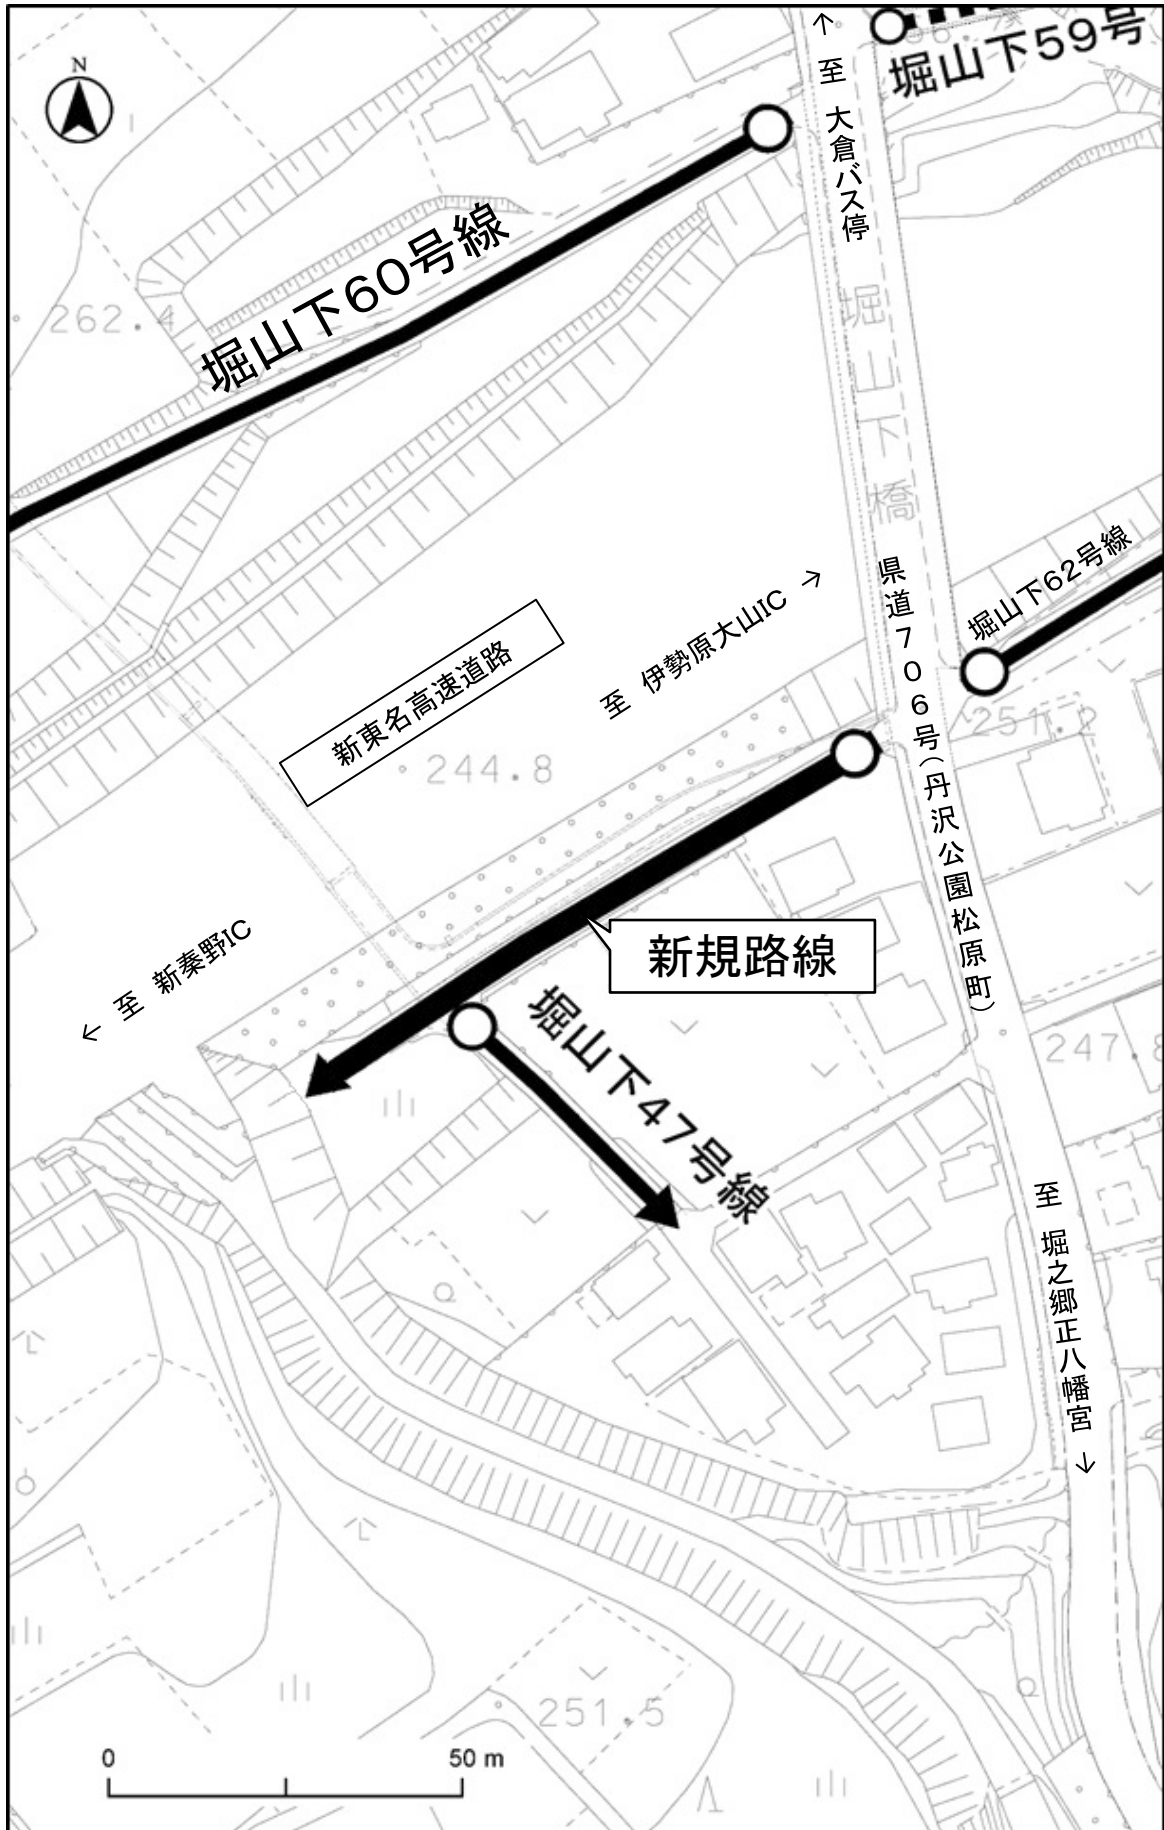 N
堀山下59号
↑ 至 大倉バス停
堀山下60号線
262.4
堀山下橋
堀山下62号線
県道706号(丹沢公園松原町)
至 伊勢原大山IC →
新東名高速道路
251.2
244.8
新規路線
← 至 新秦野IC
堀山下47号線
247.8
至 堀之郷正八幡宮 ↓
251.5
0
50 m